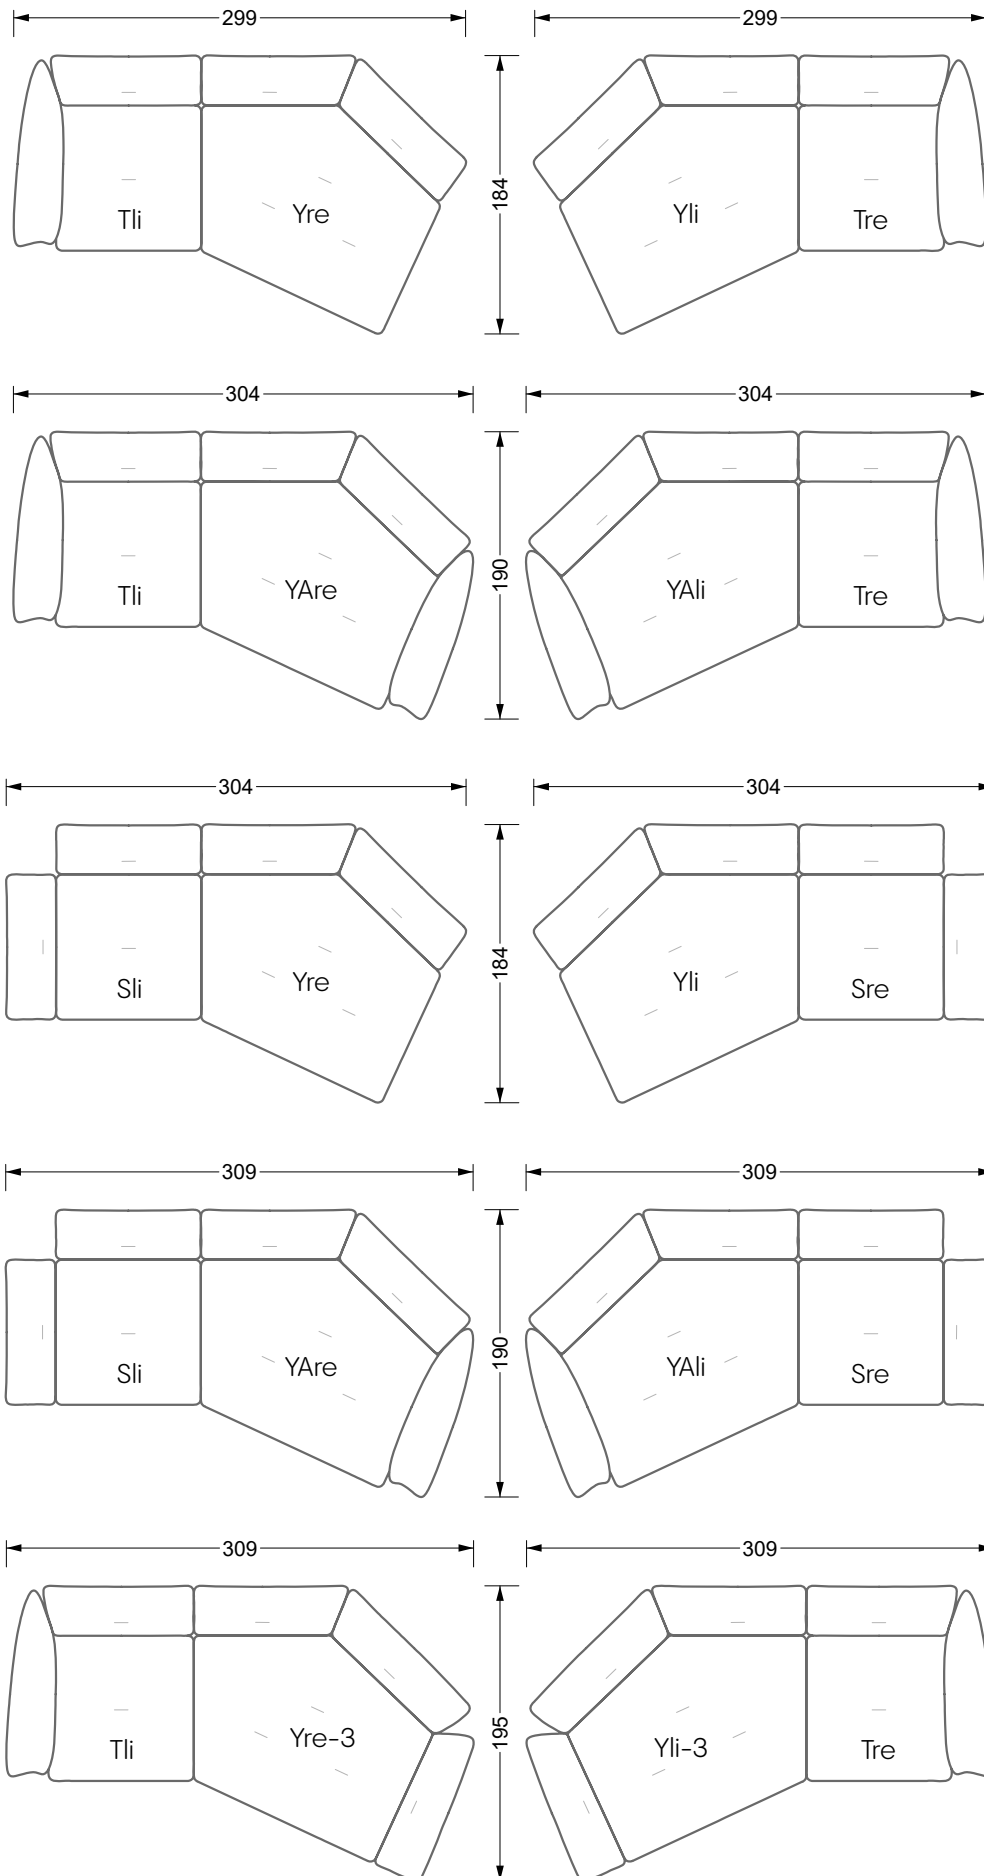 299 299
184
Tli Yre Yli Tre
304 304
190
Tli YAre YAli Tre
304 304
184
Sli Yre Yli Sre
309 309
190
Sli YAre YAli Sre
309 309
195
Yre-3 Yli-3
Tli Tre